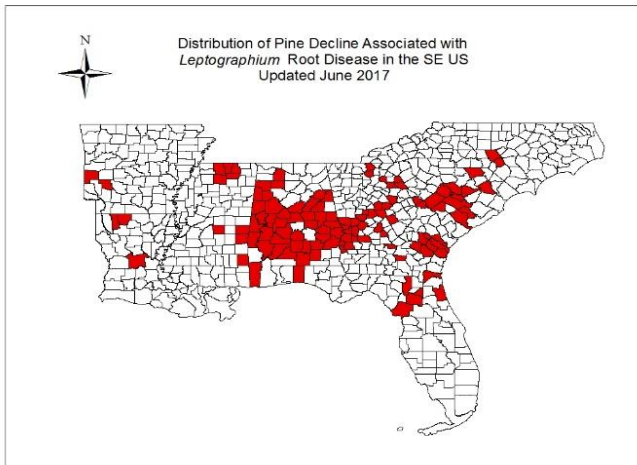 N
Distribution of Pine Decline Associated with
Leptographium Root Disease in the SE US
Updated June 2017